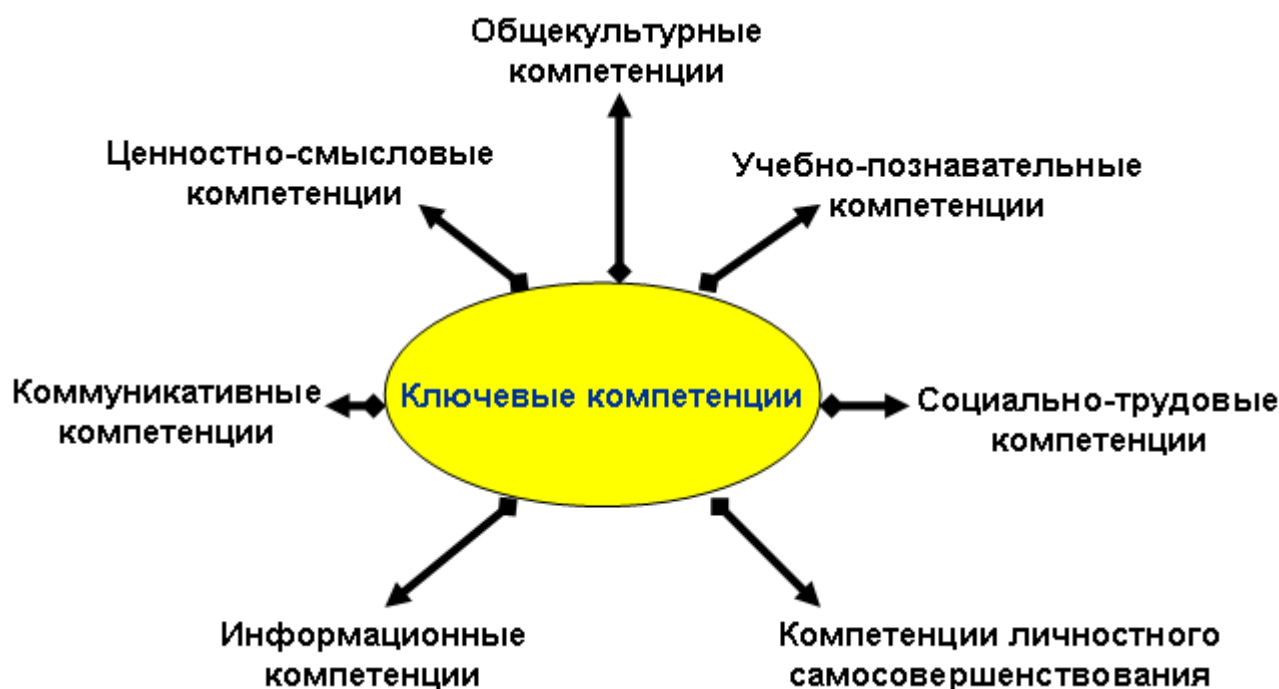 Общекультурные
компетенции
Ценностно-смысловые
компетенции
Учебно-познавательные
компетенции
Коммуникативные
компетенции
Ключевые компетенции
Социально-трудовые
компетенции
Информационные
компетенции
Компетенции личностного
самосовершенствования